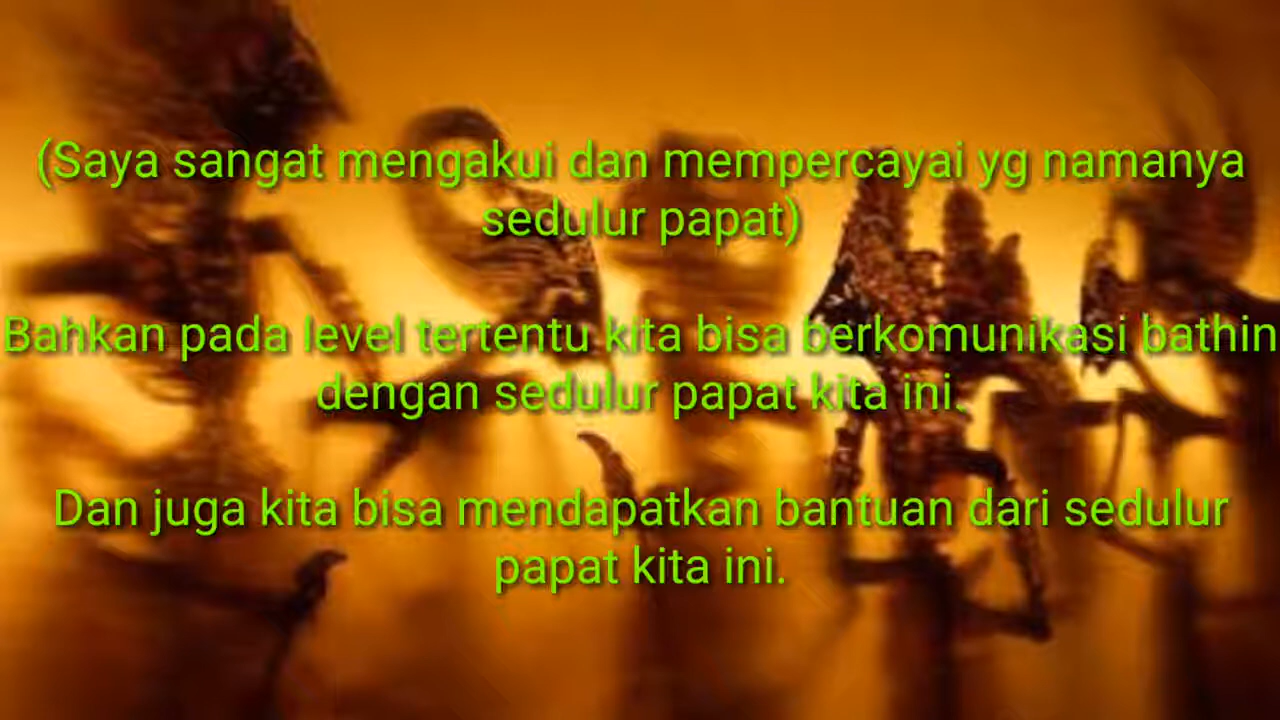 (Saya sangat mengakui dan mempercayai yg namanya
sedulur papat)
Bahkan pada level tertentu kita bisa berkomunikasi bathin
dengan sedulur papat kita ini.
Dan juga kita bisa mendapatkan bantuan dari sedulur
papat kita ini.